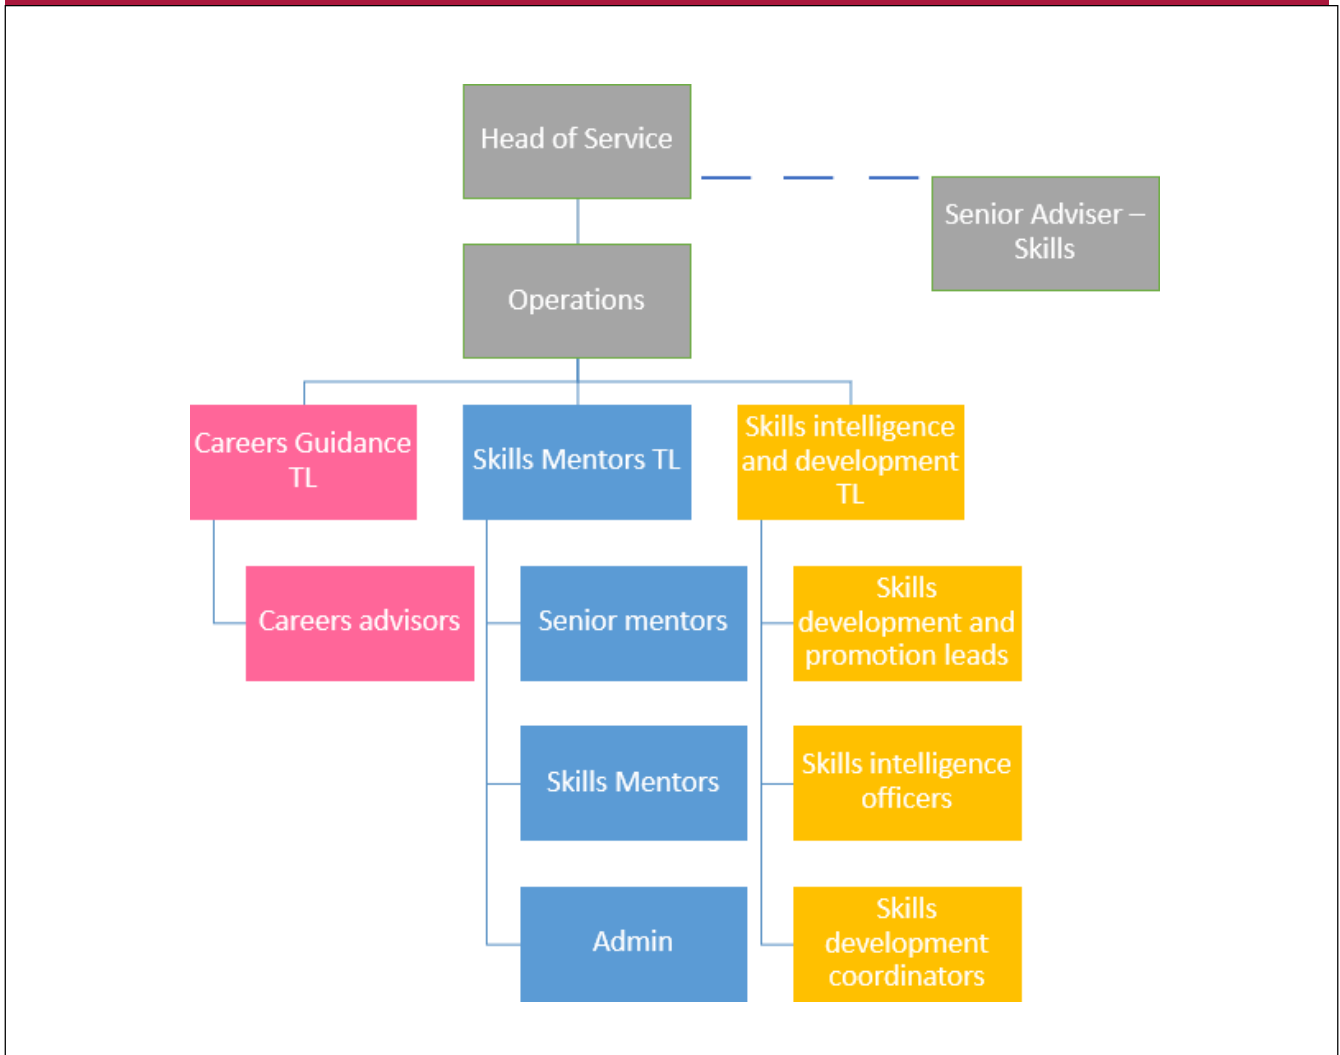 Head of Service
Senior Adviser –
Skills
Operations
Careers Guidance
TL
Skills Mentors TL
Skills intelligence
and development
TL
Careers advisors
Senior mentors
Skills
development and
promotion leads
Skills Mentors
Skills intelligence
officers
Admin
Skills
development
coordinators